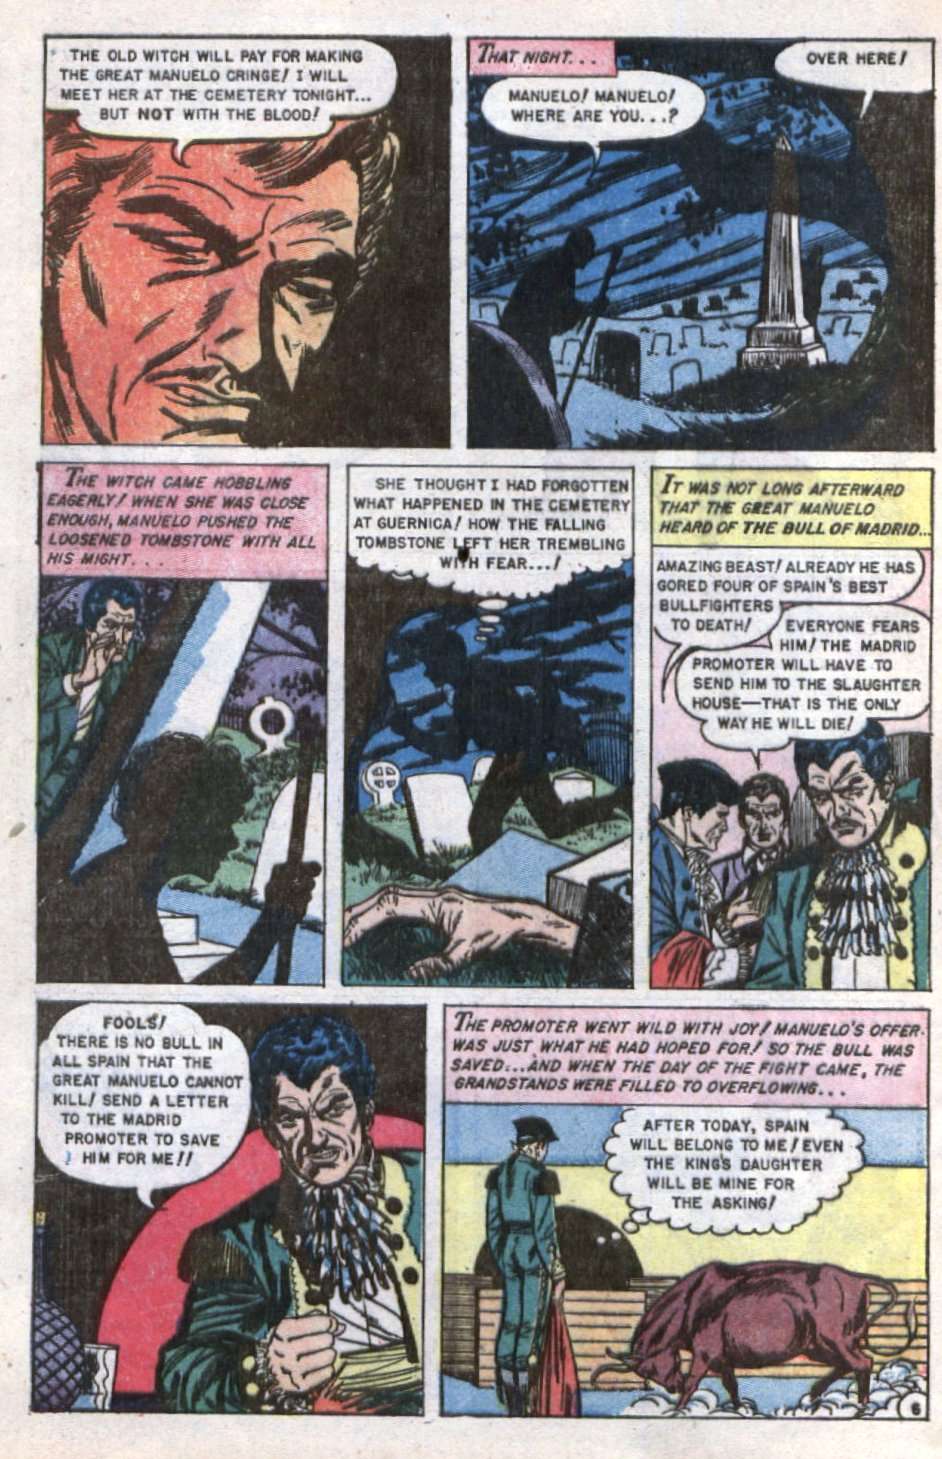 THE OLD WITCH WILL PAY FOR MAKING
THE GREAT MANUELO CRINGE! I WILL
MEET HER AT THE CEMETERY TONIGHT...
BUT NOT WITH THE BLOOD!
THAT NIGHT...
MANUELO! MANUELO!
WHERE ARE YOU...?
OVER HERE!
THE WITCH CAME HOBBLING
EAGERLY! WHEN SHE WAS CLOSE
ENOUGH, MANUELO PUSHED THE
LOOSENED TOMBSTONE WITH ALL
HIS MIGHT...
SHE THOUGHT I HAD FORGOTTEN
WHAT HAPPENED IN THE CEMETERY
AT GUERNICA! HOW THE FALLING
TOMBSTONE LEFT HER TREMBLING
WITH FEAR...!
IT WAS NOT LONG AFTERWARD
THAT THE GREAT MANUELO
HEARD OF THE BULL OF MADRID...
AMAZING BEAST! ALREADY HE HAS
GORED FOUR OF SPAIN'S BEST
BULLFIGHTERS
TO DEATH!
EVERYONE FEARS
HIM! THE MADRID
PROMOTER WILL HAVE TO
SEND HIM TO THE SLAUGHTER
HOUSE—THAT IS THE ONLY
WAY HE WILL DIE!
FOOLS!
THERE IS NO BULL IN
ALL SPAIN THAT THE
GREAT MANUELO CANNOT
KILL! SEND A LETTER
TO THE MADRID
PROMOTER TO SAVE
HIM FOR ME!!
THE PROMOTER WENT WILD WITH JOY! MANUELO'S OFFER
WAS JUST WHAT HE HAD HOPED FOR! SO THE BULL WAS
SAVED...AND WHEN THE DAY OF THE FIGHT CAME, THE
GRANDSTANDS WERE FILLED TO OVERFLOWING...
AFTER TODAY, SPAIN
WILL BELONG TO ME! EVEN
THE KING'S DAUGHTER
WILL BE MINE FOR
THE ASKING!
6